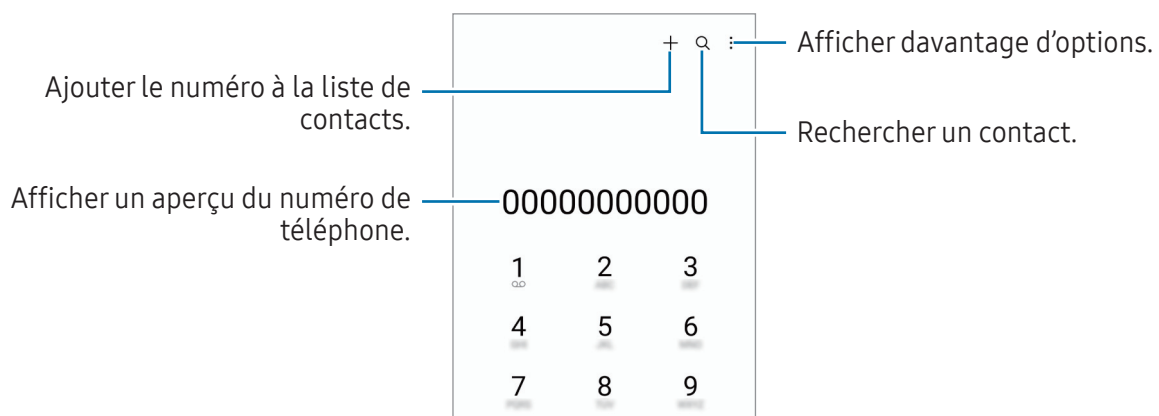 Afficher davantage d'options.
Ajouter le numéro à la liste de
contacts.
Rechercher un contact.
Afficher un aperçu du numéro de
téléphone.
00000000000
1 2 3
4 5 6
7 8 9